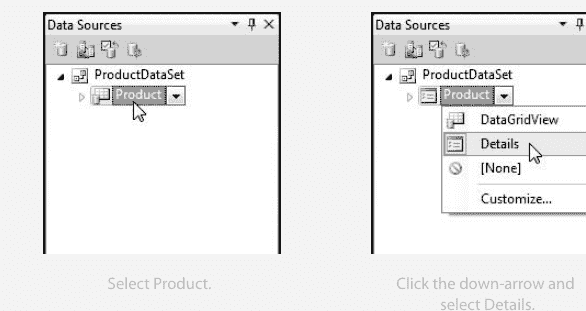 Data Sources
ProductDataSet
Product
Select Product.
Data Sources
ProductDataSet
Product
DataGridView
Details
[None]
Customize...
Click the down-arrow and
select Details.